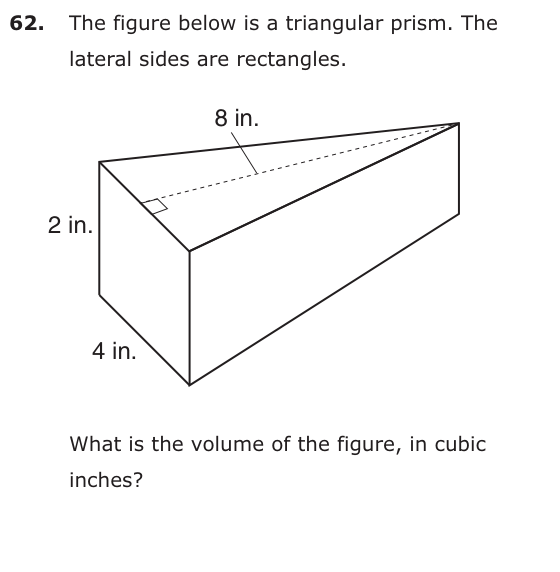 62. The figure below is a triangular prism. The
lateral sides are rectangles.
8 in.
2 in.
4 in.
What is the volume of the figure, in cubic
inches?